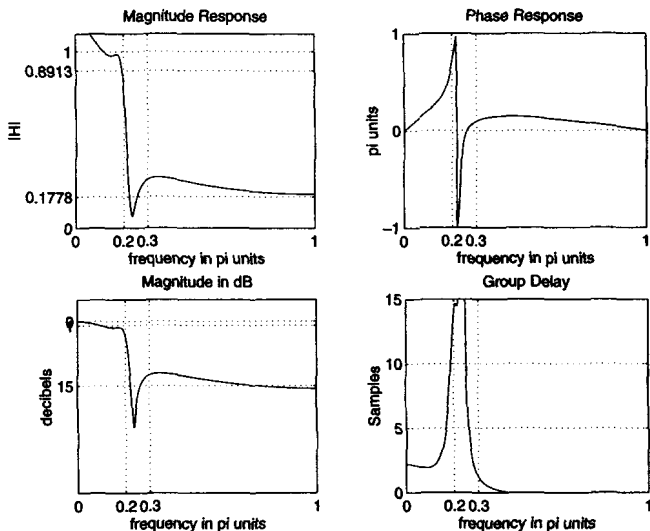 Magnitude Response
|H|
1
0.8913
0.1778
0
0 0.2 0.3 1
frequency in pi units
Phase Response
pi units
1
0
-1
0 0.2 0.3 1
frequency in pi units
Magnitude in dB
decibels
0
1
15
0 0.2 0.3 1
frequency in pi units
Group Delay
Samples
15
10
5
0
0 0.2 0.3 1
frequency in pi units